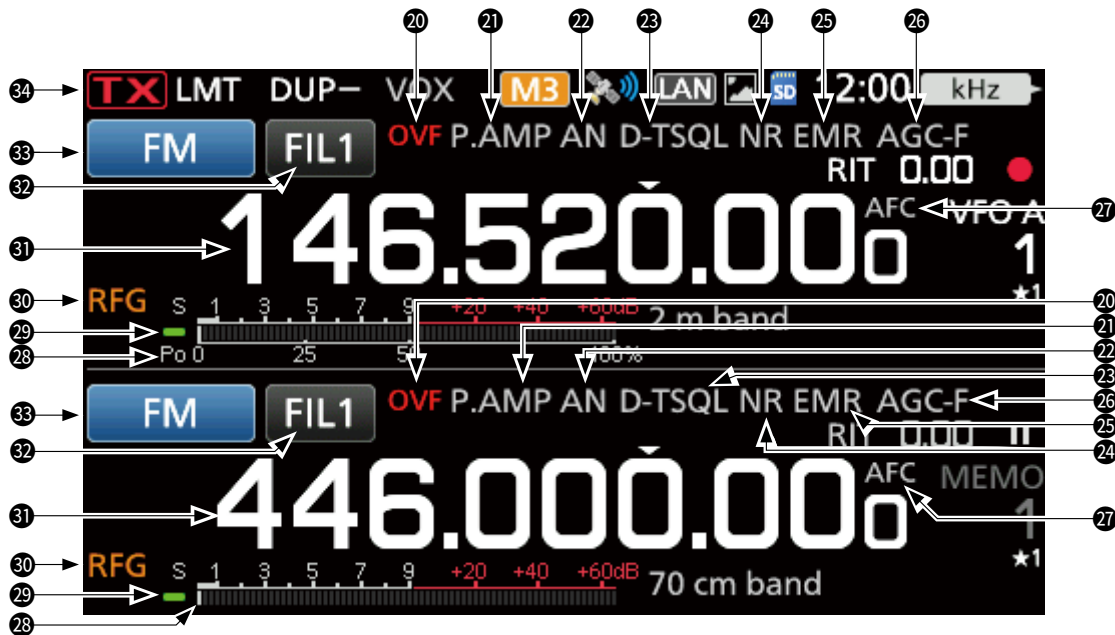 ⑳ ㉑ ㉒ ㉓ ㉔ ㉕ ㉖
㉞ TX LMT DUP− VOX M3 LAN SD 12:00 kHz
㉝ FM FIL1 OVF P.AMP AN D-TSQL NR EMR AGC-F
㉜ RIT 0.00
㉛ 146.520.000 AFC VFO A ㉗
1
㉚ RFG S 1 3 5 7 9 +20 +40 +60dB ★1 ⑳
㉙ 2 m band ㉑
㉘ Po 0 25 50 100% ㉒
㉓
㉝ FM FIL1 OVF P.AMP AN D-TSQL NR EMR AGC-F ㉖
㉕
㉜ RIT 0.00 ㉔
㉛ 446.000.000 AFC MEMO ㉗
1
㉚ RFG S 1 3 5 7 9 +20 +40 +60dB ★1
㉙ 70 cm band
㉘